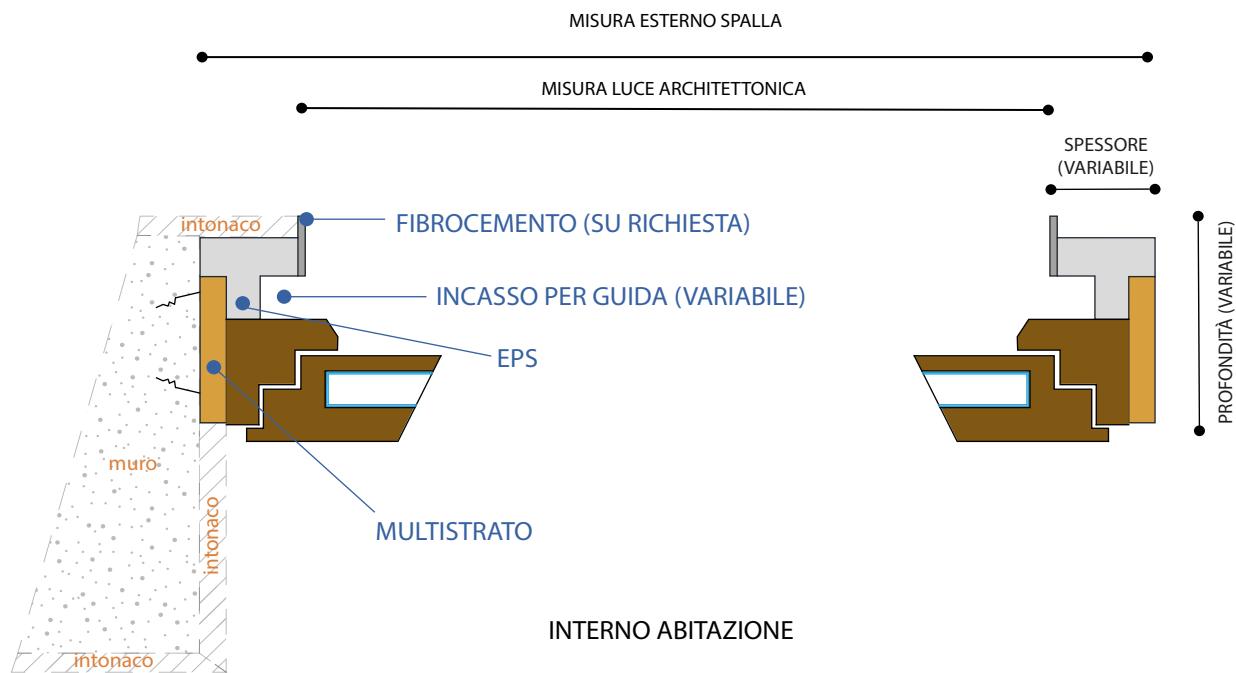 MISURA ESTERNO SPALLA
MISURA LUCE ARCHITETTONICA
SPESSORE
(VARIABILE)
intonaco
FIBROCEMENTO (SU RICHIESTA)
INCASSO PER GUIDA (VARIABILE)
PROFONDITÀ (VARIABILE)
EPS
muro
intonaco
MULTISTRATO
INTERNO ABITAZIONE
intonaco